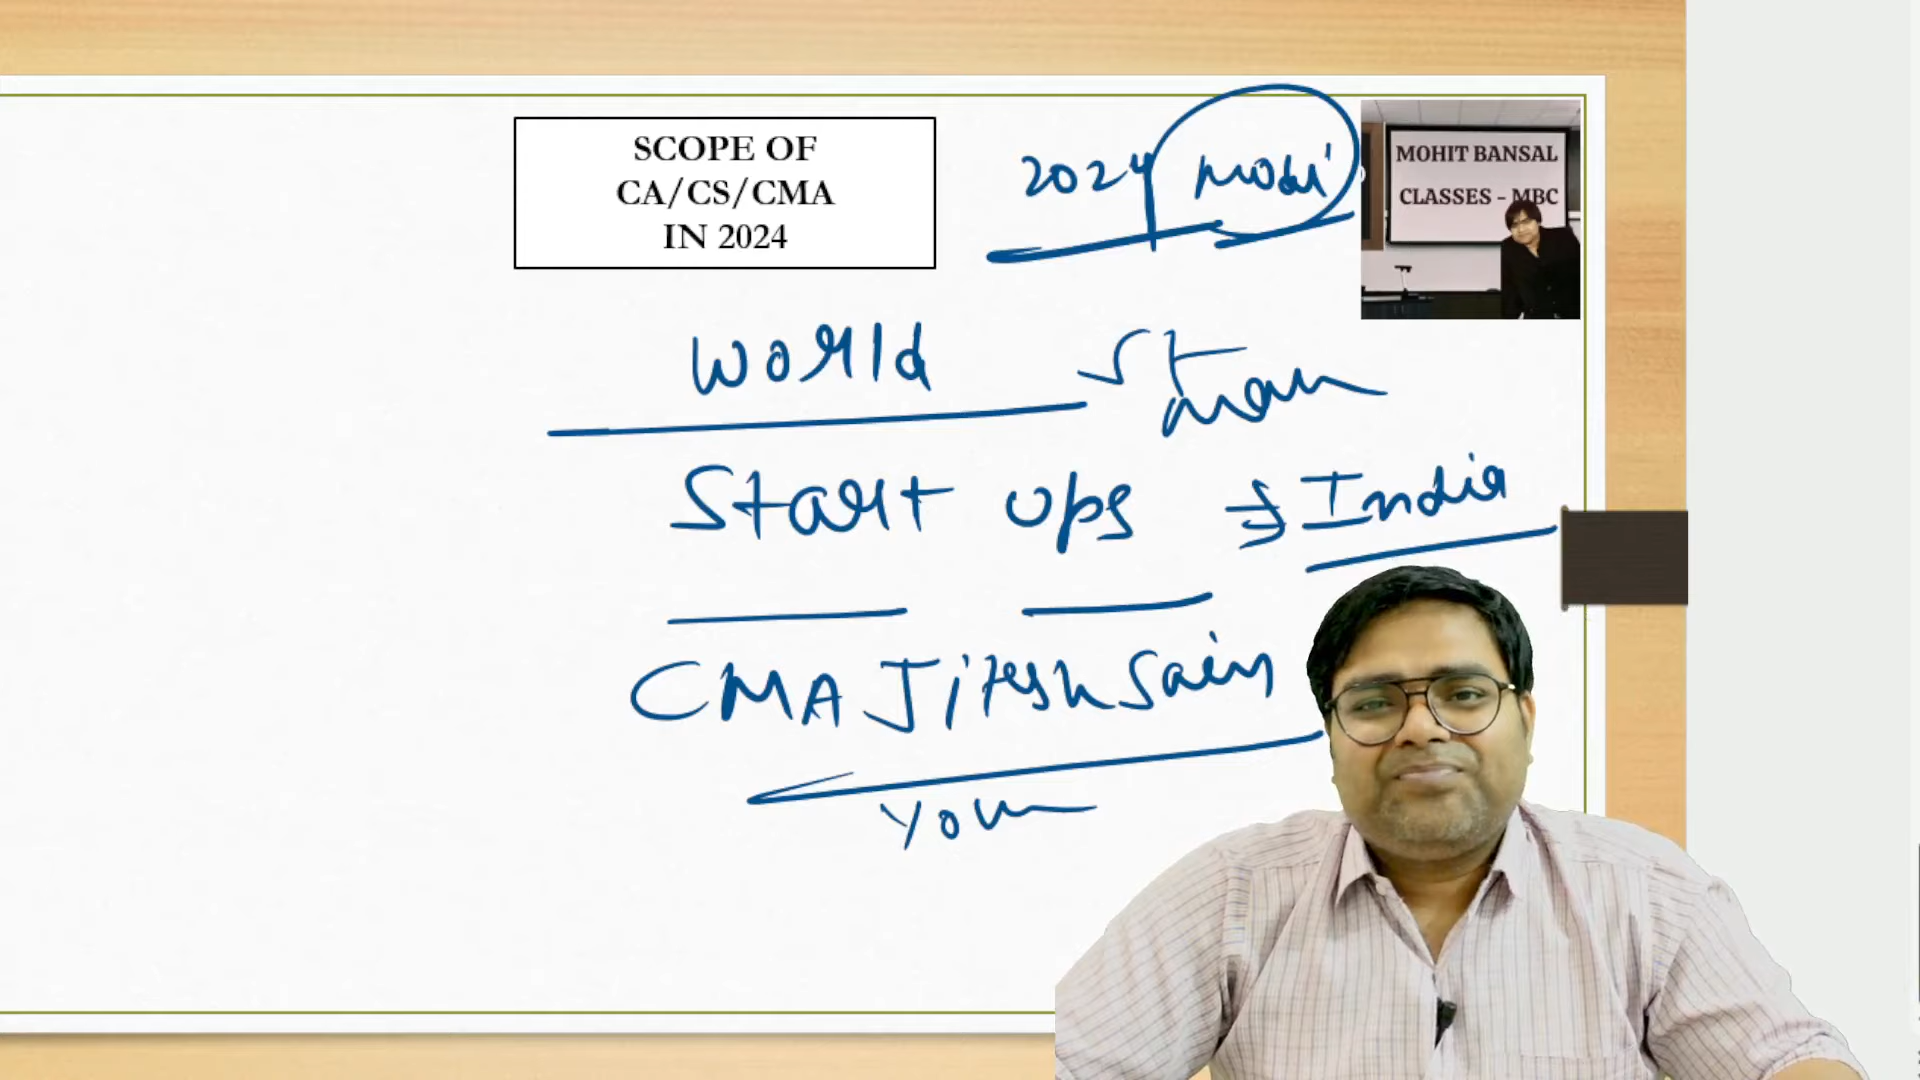 SCOPE OF
CA/CS/CMA
IN 2024
2024 Modi
MOHIT BANSAL
CLASSES - MBC
World
Start ups → India
CMA Jitesh Sain